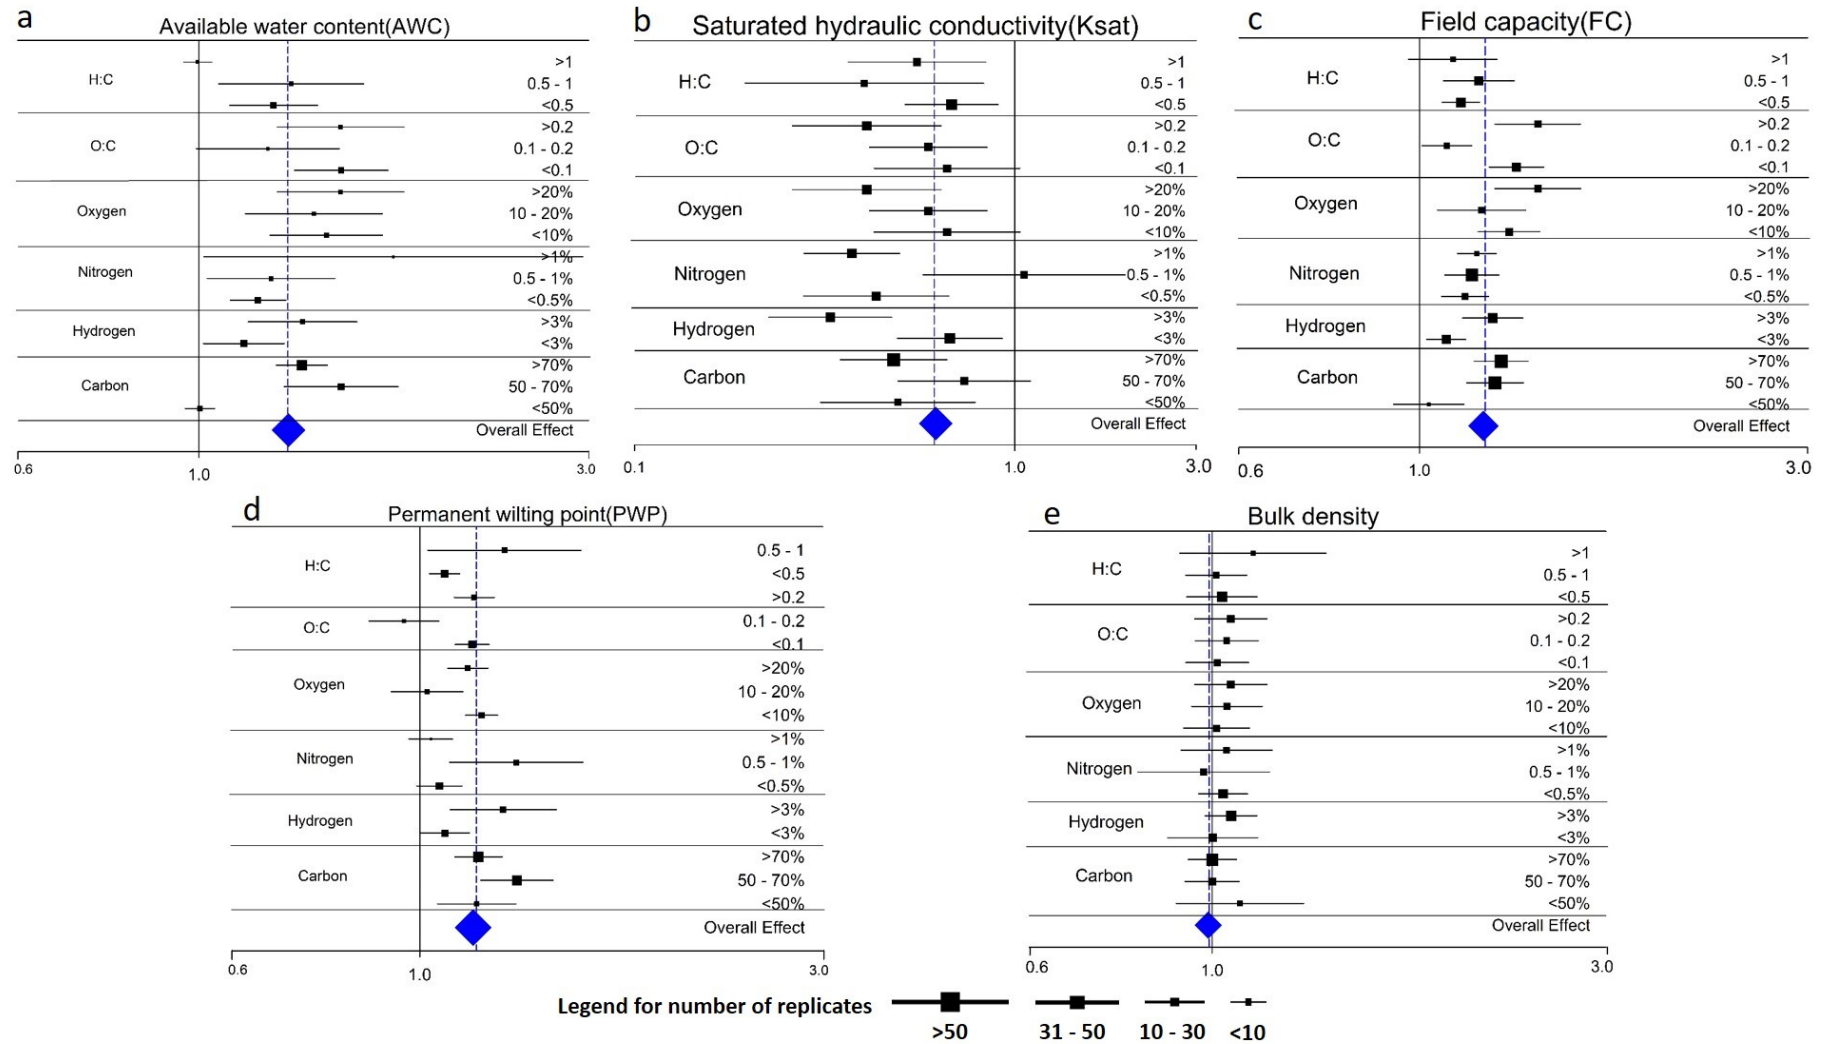 a
Available water content(AWC)
H:C
>1
0.5 - 1
<0.5
O:C
>0.2
0.1 - 0.2
<0.1
Oxygen
>20%
10 - 20%
<10%
Nitrogen
>1%
0.5 - 1%
<0.5%
Hydrogen
>3%
<3%
Carbon
>70%
50 - 70%
<50%
Overall Effect
0.6 1.0 3.0
b
Saturated hydraulic conductivity(Ksat)
H:C
>1
0.5 - 1
<0.5
O:C
>0.2
0.1 - 0.2
<0.1
Oxygen
>20%
10 - 20%
<10%
Nitrogen
>1%
0.5 - 1%
<0.5%
Hydrogen
>3%
<3%
Carbon
>70%
50 - 70%
<50%
Overall Effect
0.1 1.0 3.0
c
Field capacity(FC)
H:C
>1
0.5 - 1
<0.5
O:C
>0.2
0.1 - 0.2
<0.1
Oxygen
>20%
10 - 20%
<10%
Nitrogen
>1%
0.5 - 1%
<0.5%
Hydrogen
>3%
<3%
Carbon
>70%
50 - 70%
<50%
Overall Effect
0.6 1.0 3.0
d
Permanent wilting point(PWP)
H:C
0.5 - 1
<0.5
>0.2
O:C
0.1 - 0.2
<0.1
Oxygen
>20%
10 - 20%
<10%
Nitrogen
>1%
0.5 - 1%
<0.5%
Hydrogen
>3%
<3%
Carbon
>70%
50 - 70%
<50%
Overall Effect
0.6 1.0 3.0
e
Bulk density
H:C
>1
0.5 - 1
<0.5
O:C
>0.2
0.1 - 0.2
<0.1
Oxygen
>20%
10 - 20%
<10%
Nitrogen
>1%
0.5 - 1%
<0.5%
Hydrogen
>3%
<3%
Carbon
>70%
50 - 70%
<50%
Overall Effect
0.6 1.0 3.0
Legend for number of replicates
>50 31 - 50 10 - 30 <10